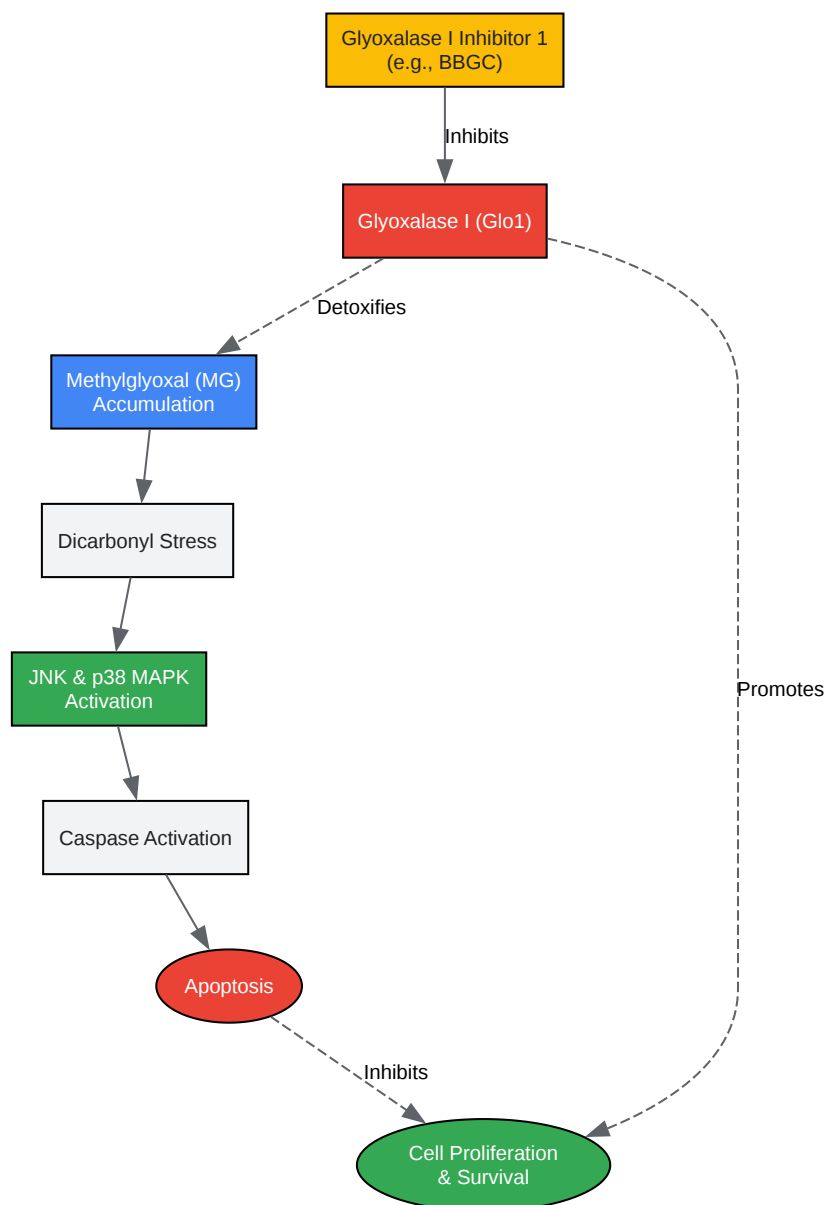 Glyoxalase I Inhibitor 1
(e.g., BBGC)
Inhibits
Glyoxalase I (Glo1)
Detoxifies
Methylglyoxal (MG)
Accumulation
Dicarbonyl Stress
JNK & p38 MAPK
Activation
Promotes
Caspase Activation
Apoptosis
Inhibits
Cell Proliferation
& Survival